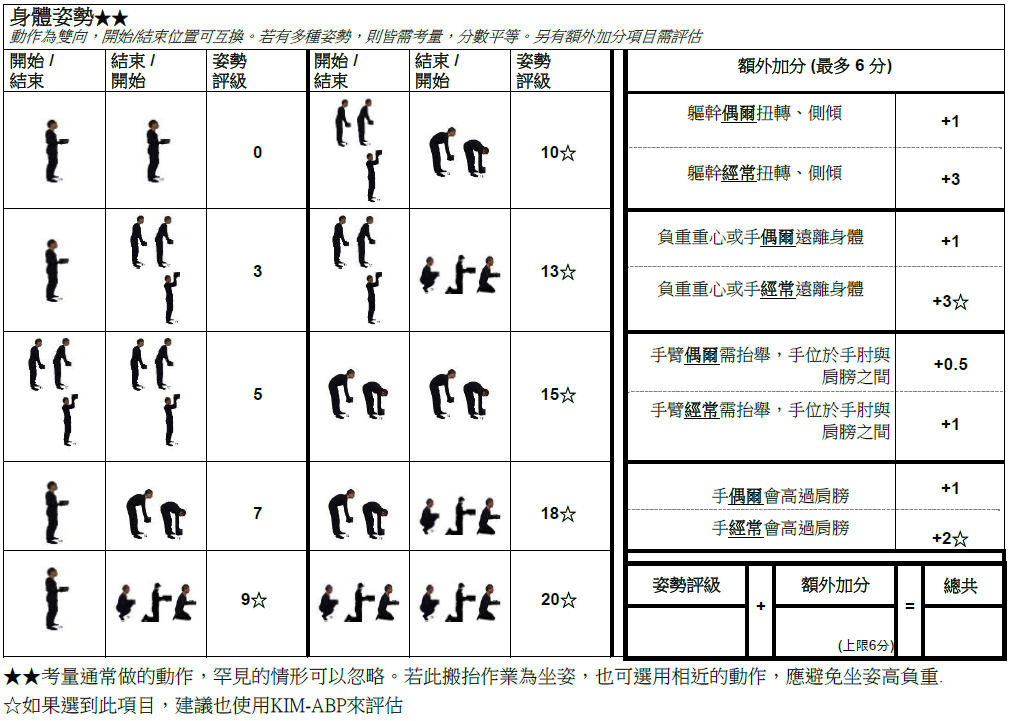 身體姿勢★★
動作為雙向，開始/結束位置可互換。若有多種姿勢，則皆需考量，分數平等。另有額外加分項目需評估
開始 /
結束
結束 /
開始
姿勢
評級
開始 /
結束
結束 /
開始
姿勢
評級
額外加分 (最多 6 分)
0
10☆
3
13☆
5
15☆
7
18☆
9☆
20☆
軀幹偶爾扭轉、側傾
+1
軀幹經常扭轉、側傾
+3
負重重心或手偶爾遠離身體
+1
負重重心或手經常遠離身體
+3☆
手臂偶爾需抬舉，手位於手肘與
肩膀之間
+0.5
手臂經常需抬舉，手位於手肘與
肩膀之間
+1
手偶爾會高過肩膀
+1
手經常會高過肩膀
+2☆
姿勢評級
+
額外加分
=
總共
(上限6分)
★★考量通常做的動作，罕見的情形可以忽略。若此搬抬作業為坐姿，也可選用相近的動作，應避免坐姿高負重.
☆如果選到此項目，建議也使用KIM-ABP來評估